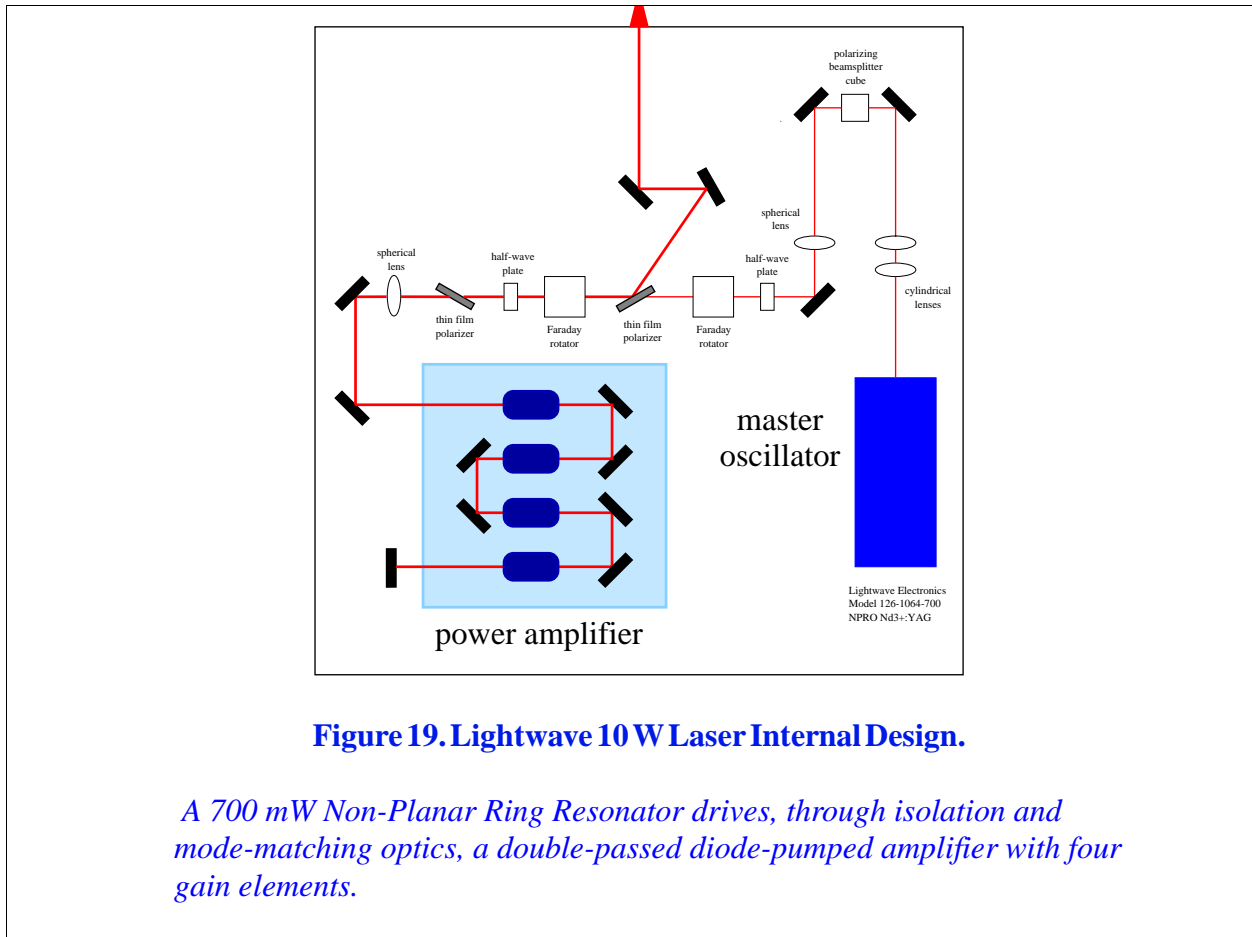 polarizing
beamsplitter
cube
spherical
lens
half-wave
plate
spherical
lens
half-wave
plate
cylindrical
lenses
thin film
polarizer
Faraday
rotator
thin film
polarizer
Faraday
rotator
master
oscillator
Lightwave Electronics
Model 126-1064-700
NPRO Nd3+:YAG
power amplifier
Figure 19. Lightwave 10 W Laser Internal Design.
A 700 mW Non-Planar Ring Resonator drives, through isolation and
mode-matching optics, a double-passed diode-pumped amplifier with four
gain elements.